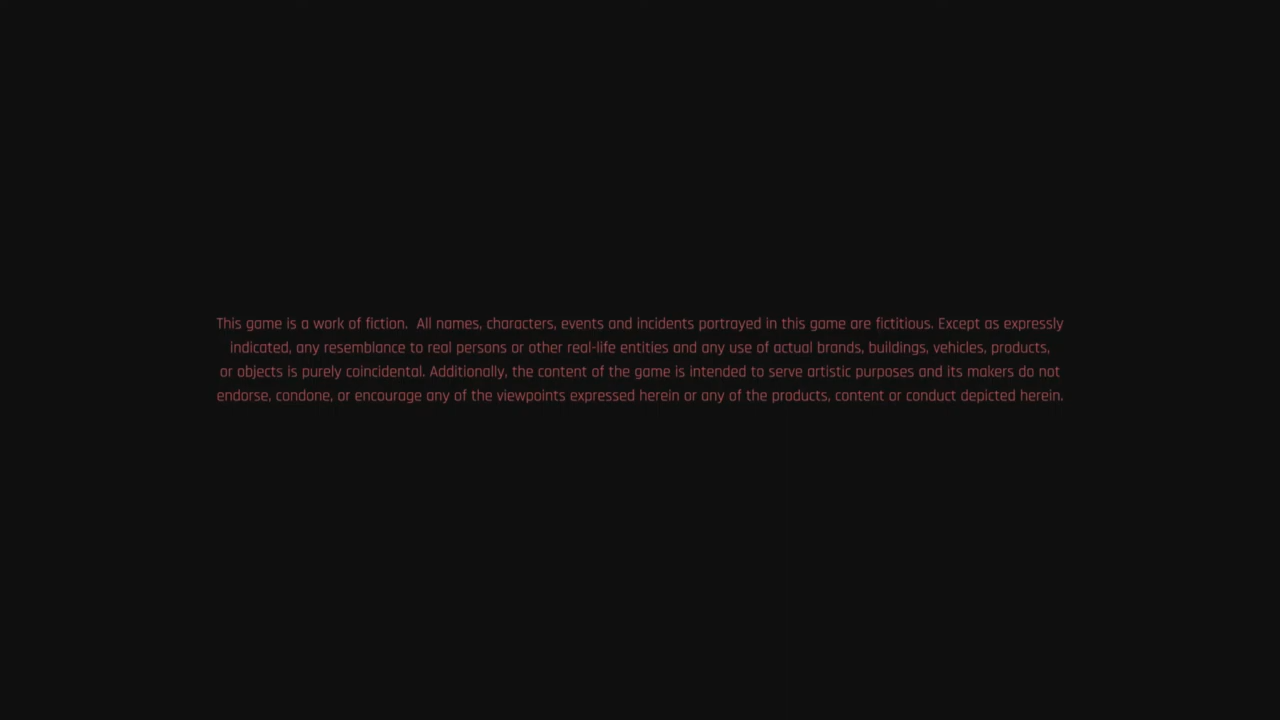 This game is a work of fiction.  All names, characters, events and incidents portrayed in this game are fictitious. Except as expressly
indicated, any resemblance to real persons or other real-life entities and any use of actual brands, buildings, vehicles, products,
or objects is purely coincidental. Additionally, the content of the game is intended to serve artistic purposes and its makers do not
endorse, condone, or encourage any of the viewpoints expressed herein or any of the products, content or conduct depicted herein.